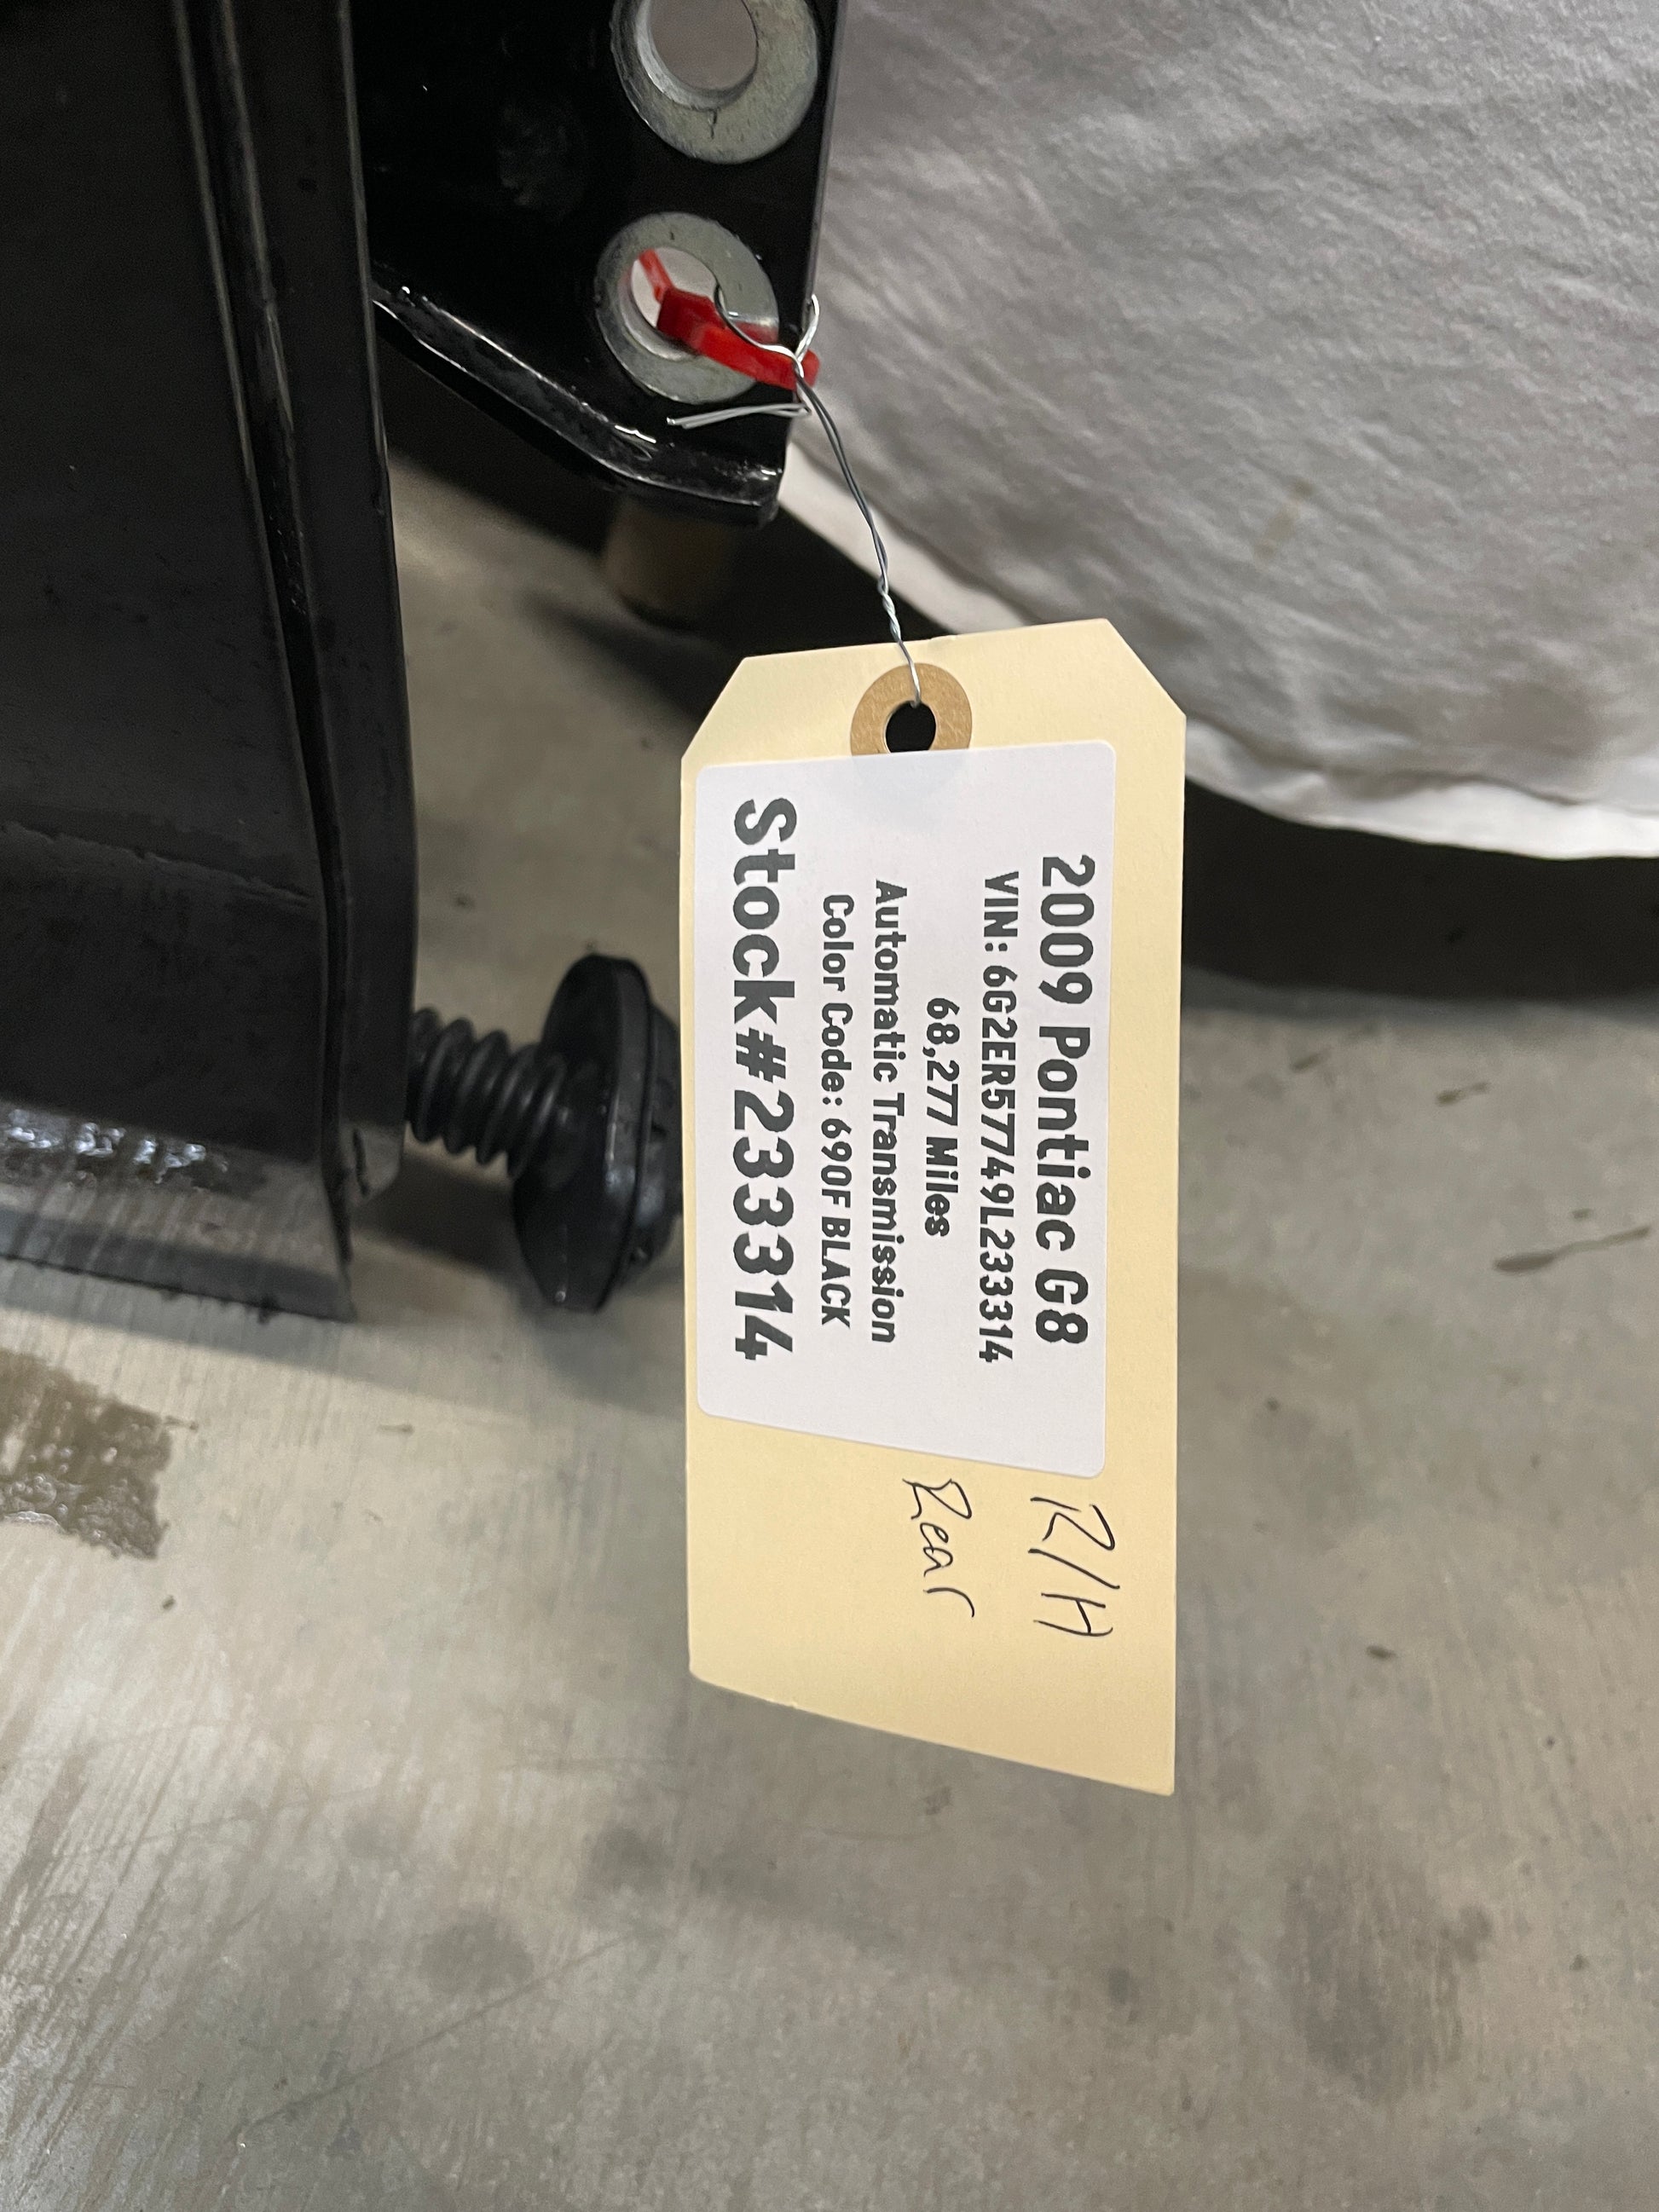 2009 Pontiac G8
VIN: 6G2ER57749L233314
68,277 Miles
Automatic Transmission
Color Code: 690F BLACK
Stock#233314
R/H
Rear